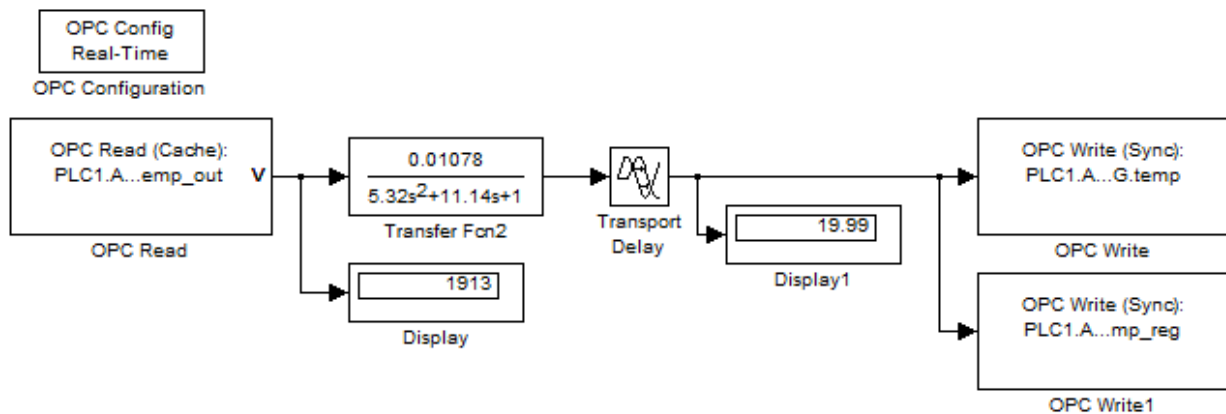 OPC Config
Real-Time
OPC Configuration
OPC Read (Cache):
PLC1.A...emp_out
V
OPC Read
0.01078
5.32s²+11.14s+1
Transfer Fcn2
1913
Display
Transport
Delay
19.99
Display1
OPC Write (Sync):
PLC1.A...G.temp
OPC Write
OPC Write (Sync):
PLC1.A...mp_reg
OPC Write1